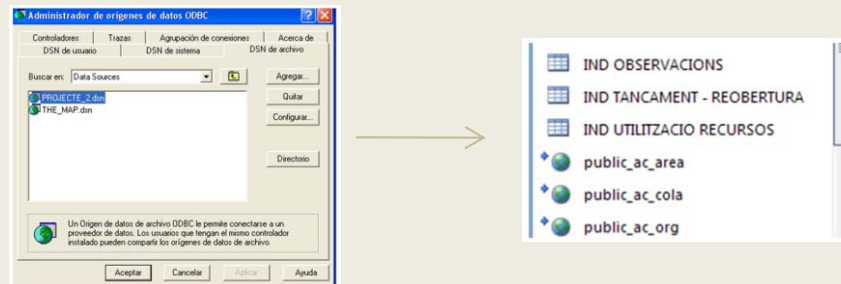 Administrador de orígenes de datos ODBC
Controladores Trazas Agrupación de conexiones Acerca de
DSN de usuario DSN de sistema DSN de archivo
Buscar en: Data Sources
Agregar...
PROJECTE_2.dsn
Quitar
THE_MAP.dsn
Configurar...
Directorio
Un Origen de datos de archivo ODBC le permite conectarse a un
proveedor de datos. Los usuarios que tengan el mismo controlador
instalado pueden compartir los orígenes de datos de archivo.
Aceptar Cancelar Aplicar Ayuda
IND OBSERVACIONS
IND TANCAMENT - REOBERTURA
IND UTILITZACIO RECURSOS
public_ac_area
public_ac_cola
public_ac_org